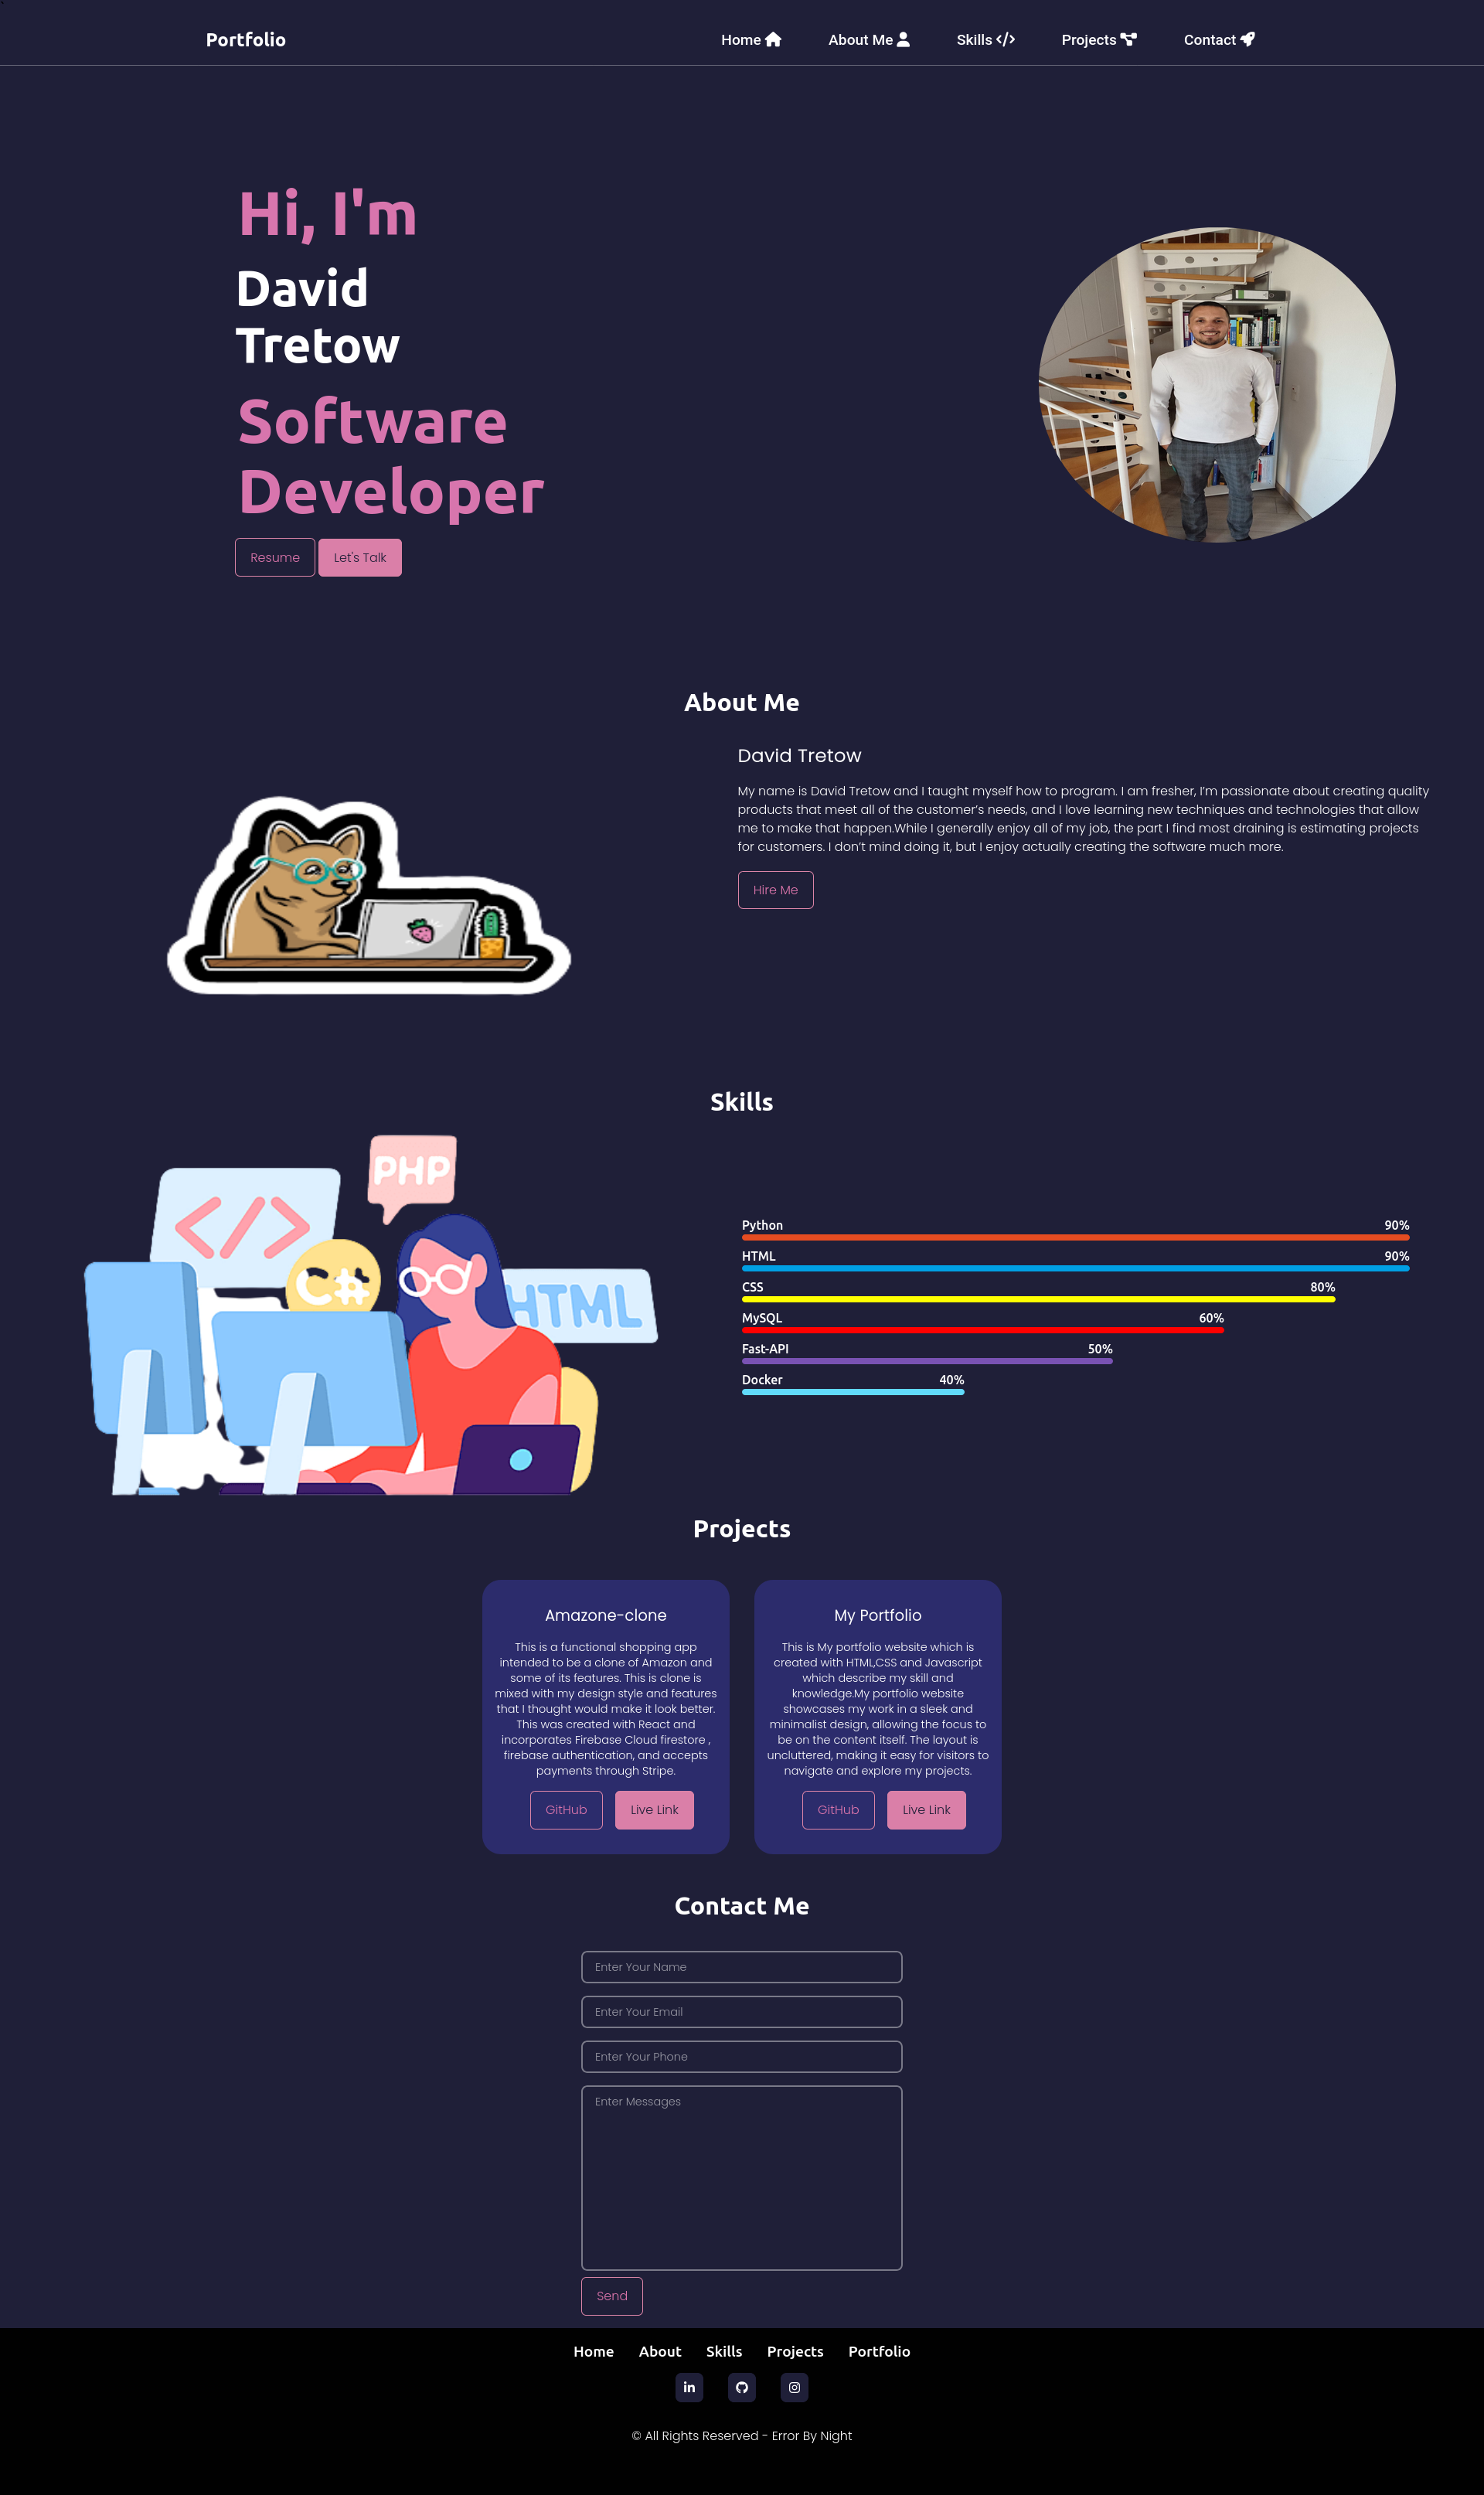 Portfolio
Home
About Me
Skills
Projects
Contact
Hi, I'm
David
Tretow
Software
Developer
Resume
Let's Talk
About Me
David Tretow
My name is David Tretow and I taught myself how to program. I am fresher, I’m passionate about creating quality
products that meet all of the customer’s needs, and I love learning new techniques and technologies that allow
me to make that happen.While I generally enjoy all of my job, the part I find most draining is estimating projects
for customers. I don’t mind doing it, but I enjoy actually creating the software much more.
Hire Me
Skills
PHP
</>
C#
HTML
Python 90%
HTML 90%
CSS 80%
MySQL 60%
Fast-API 50%
Docker 40%
Projects
Amazone-clone
This is a functional shopping app
intended to be a clone of Amazon and
some of its features. This is clone is
mixed with my design style and features
that I thought would make it look better.
This was created with React and
incorporates Firebase Cloud firestore ,
firebase authentication, and accepts
payments through Stripe.
GitHub
Live Link
My Portfolio
This is My portfolio website which is
created with HTML,CSS and Javascript
which describe my skill and
knowledge.My portfolio website
showcases my work in a sleek and
minimalist design, allowing the focus to
be on the content itself. The layout is
uncluttered, making it easy for visitors to
navigate and explore my projects.
GitHub
Live Link
Contact Me
Enter Your Name
Enter Your Email
Enter Your Phone
Enter Messages
Send
Home
About
Skills
Projects
Portfolio
in
© All Rights Reserved - Error By Night